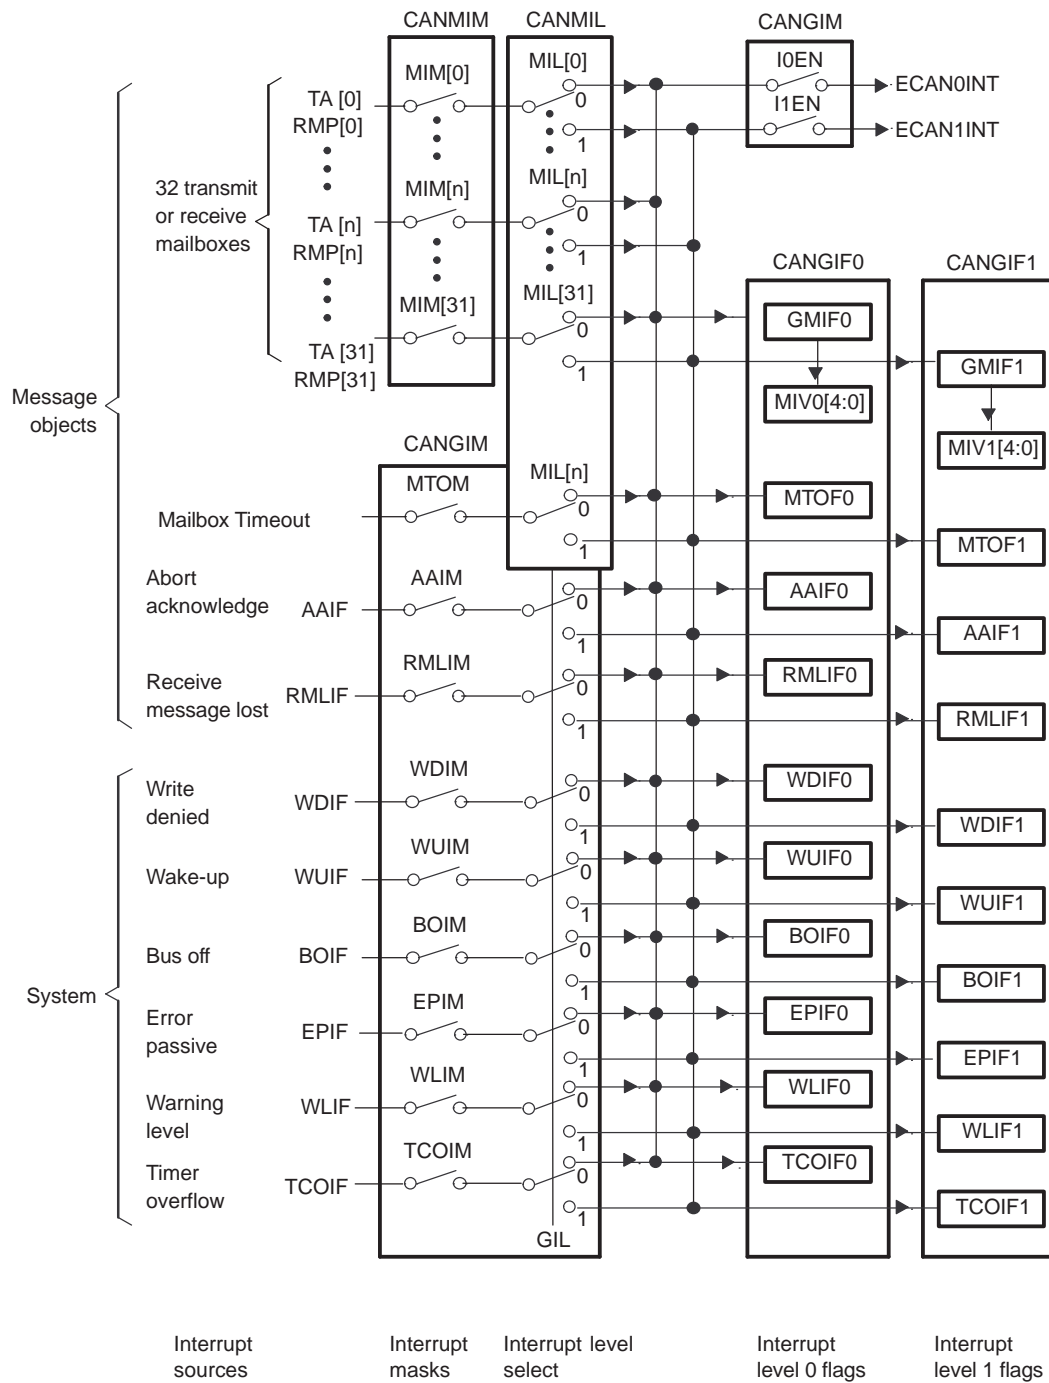 CANMIM
CANMIL
CANGIM
MIM[0]
MIL[0]
0
1
I0EN
ECAN0INT
I1EN
ECAN1INT
TA [0]
RMP[0]
32 transmit
or receive
mailboxes
MIM[n]
MIL[n]
0
1
TA [n]
RMP[n]
MIM[31]
MIL[31]
0
1
TA [31]
RMP[31]
CANGIF0
CANGIF1
GMIF0
MIV0[4:0]
GMIF1
MIV1[4:0]
Message
objects
CANGIM
Mailbox Timeout
MTOM
MIL[n]
0
1
MTOF0
MTOF1
Abort
acknowledge
AAIF
AAIM
0
1
AAIF0
AAIF1
Receive
message lost
RMLIF
RMLIM
0
1
RMLIF0
RMLIF1
System
Write
denied
WDIF
WDIM
0
1
WDIF0
WDIF1
Wake-up
WUIF
WUIM
0
1
WUIF0
WUIF1
Bus off
BOIF
BOIM
0
1
BOIF0
BOIF1
Error
passive
EPIF
EPIM
0
1
EPIF0
EPIF1
Warning
level
WLIF
WLIM
0
1
WLIF0
WLIF1
Timer
overflow
TCOIF
TCOIM
0
1
TCOIF0
TCOIF1
GIL
Interrupt
sources
Interrupt
masks
Interrupt level
select
Interrupt
level 0 flags
Interrupt
level 1 flags